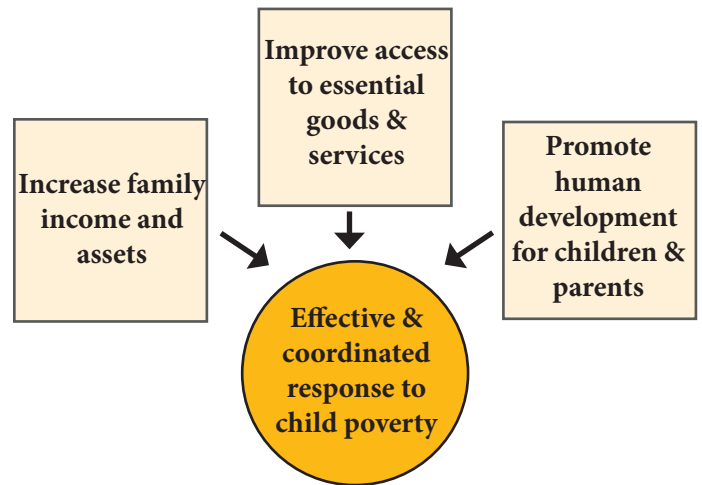 Increase family
income and
assets
Improve access
to essential
goods &
services
Promote
human
development
for children &
parents
Effective &
coordinated
response to
child poverty